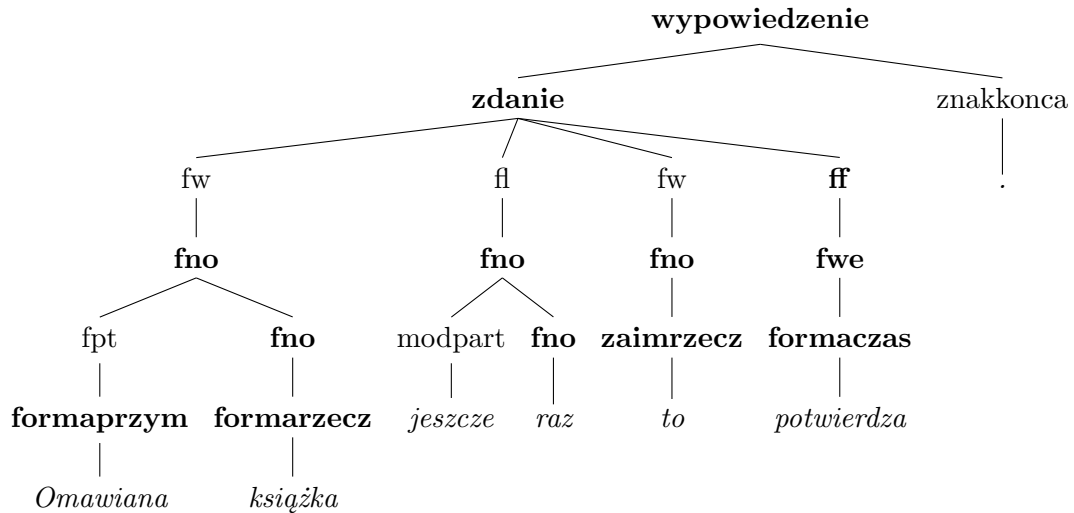 wypowiedzenie
zdanie znakkonca
fw fl fw ff .
fno fno fno fwe
fpt fno modpart fno zaimrzecz formaczas
formaprzym formarzecz jeszcze raz to potwierdza
Omawiana książka